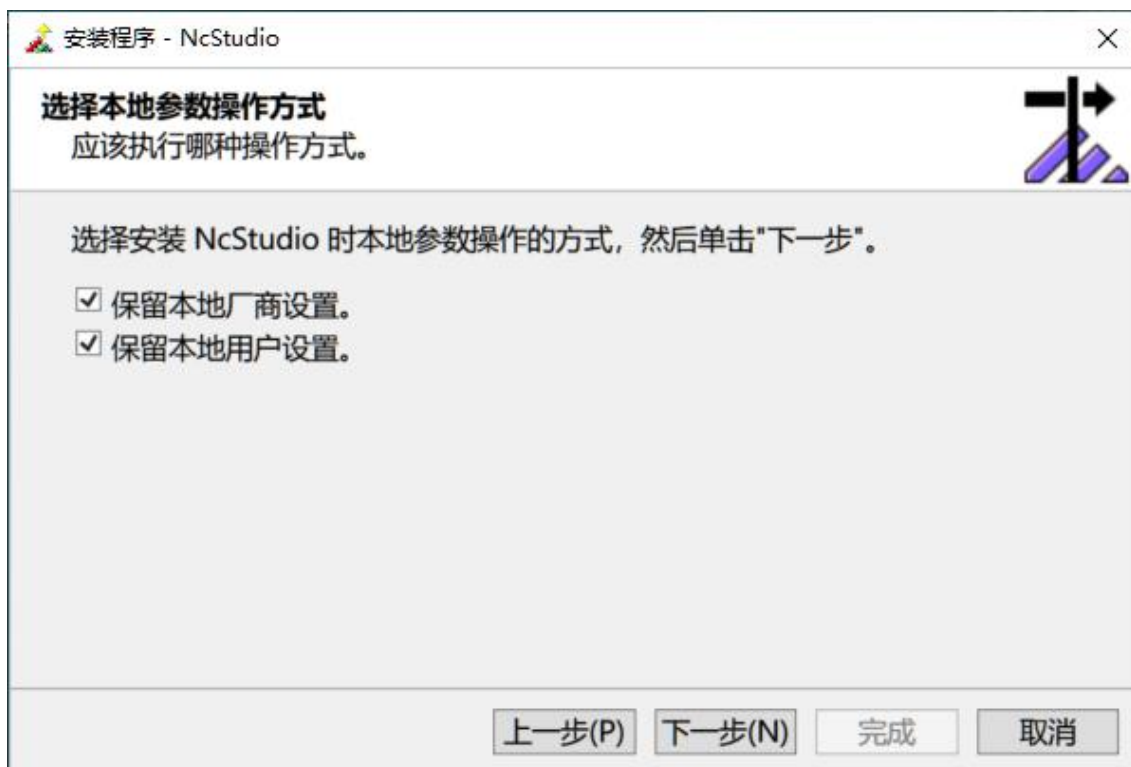 安装程序 - NcStudio
选择本地参数操作方式
应该执行哪种操作方式。
选择安装 NcStudio 时本地参数操作的方式，然后单击"下一步"。
保留本地厂商设置。
保留本地用户设置。
上一步(P) 下一步(N) 完成 取消